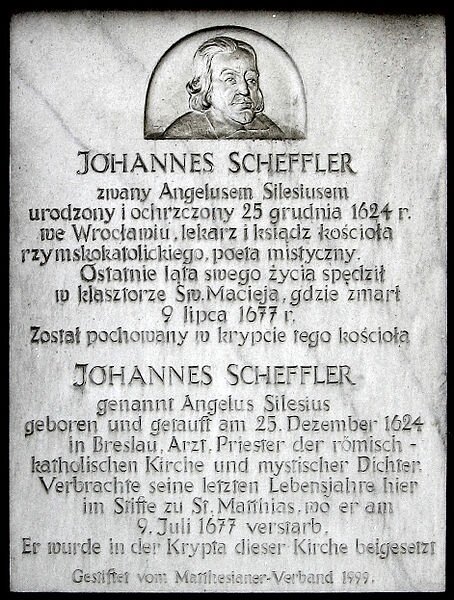 JOHANNES SCHEFFLER
zwany Angelusem Silesiusem
urodzony i ochrzczony 25 grudnia 1624 r.
we Wrocławiu, lekarz i ksiądz kościoła
rzymskokatolickiego, poeta mistyczny.
Ostatnie lata swego życia spędził
w klasztorze Św. Macieja, gdzie zmarł
9 lipca 1677 r.
Został pochowany w krypcie tego kościoła
JOHANNES SCHEFFLER
genannt Angelus Silesius
geboren und getauft am 25. Dezember 1624
in Breslau, Arzt, Priester der römisch-
katholischen Kirche und mystischer Dichter.
Verbrachte seine letzten Lebensjahre hier
im Stifte zu St. Matthias, wo er am
9. Juli 1677 verstarb.
Er wurde in der Krypta dieser Kirche beigesetzt
Gestiftet vom Matthesianer-Verband 1999.